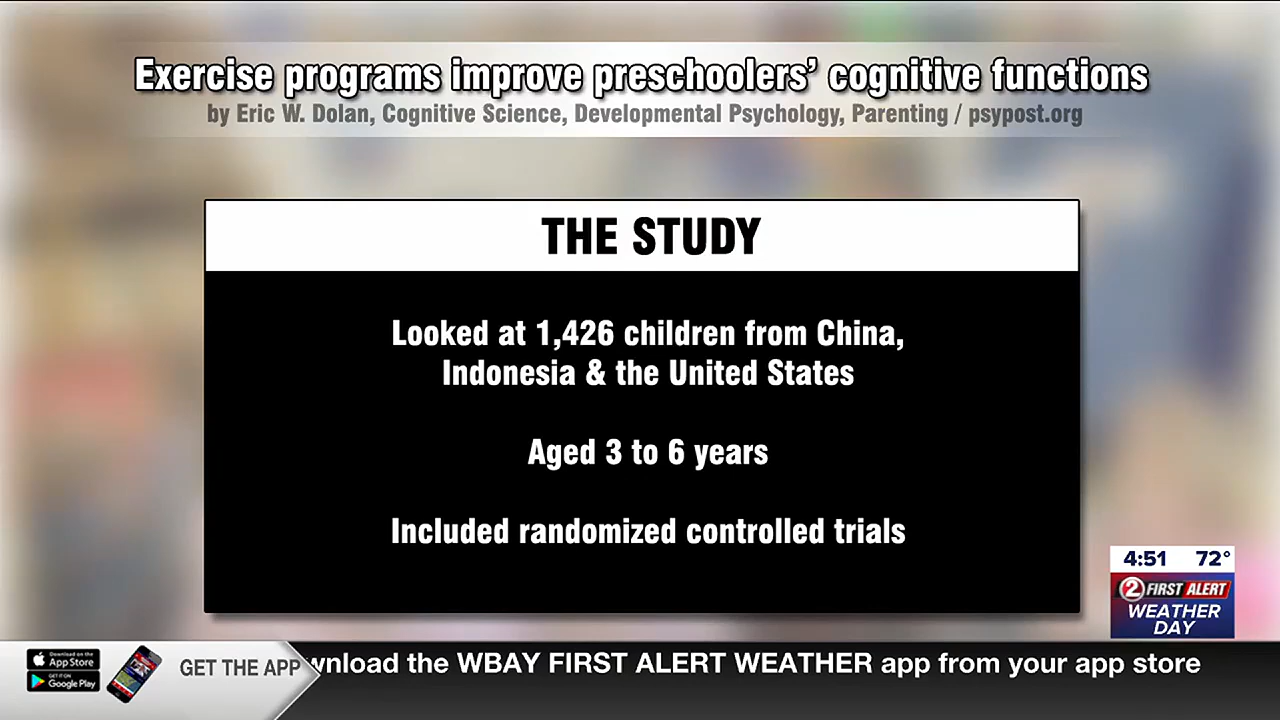 Exercise programs improve preschoolers' cognitive functions
by Eric W. Dolan, Cognitive Science, Developmental Psychology, Parenting / psypost.org
THE STUDY
Looked at 1,426 children from China,
Indonesia & the United States
Aged 3 to 6 years
Included randomized controlled trials
4:51 72°
2 FIRST ALERT
WEATHER
DAY
Download on the
App Store
GET IT ON
Google Play
GET THE APP
wnload the WBAY FIRST ALERT WEATHER app from your app store